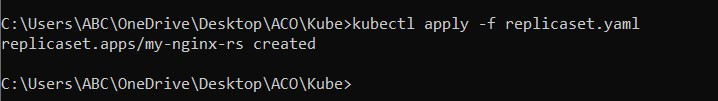 C:\Users\ABC\OneDrive\Desktop\ACO\Kube>kubectl apply -f replicaset.yaml
replicaset.apps/my-nginx-rs created
C:\Users\ABC\OneDrive\Desktop\ACO\Kube>